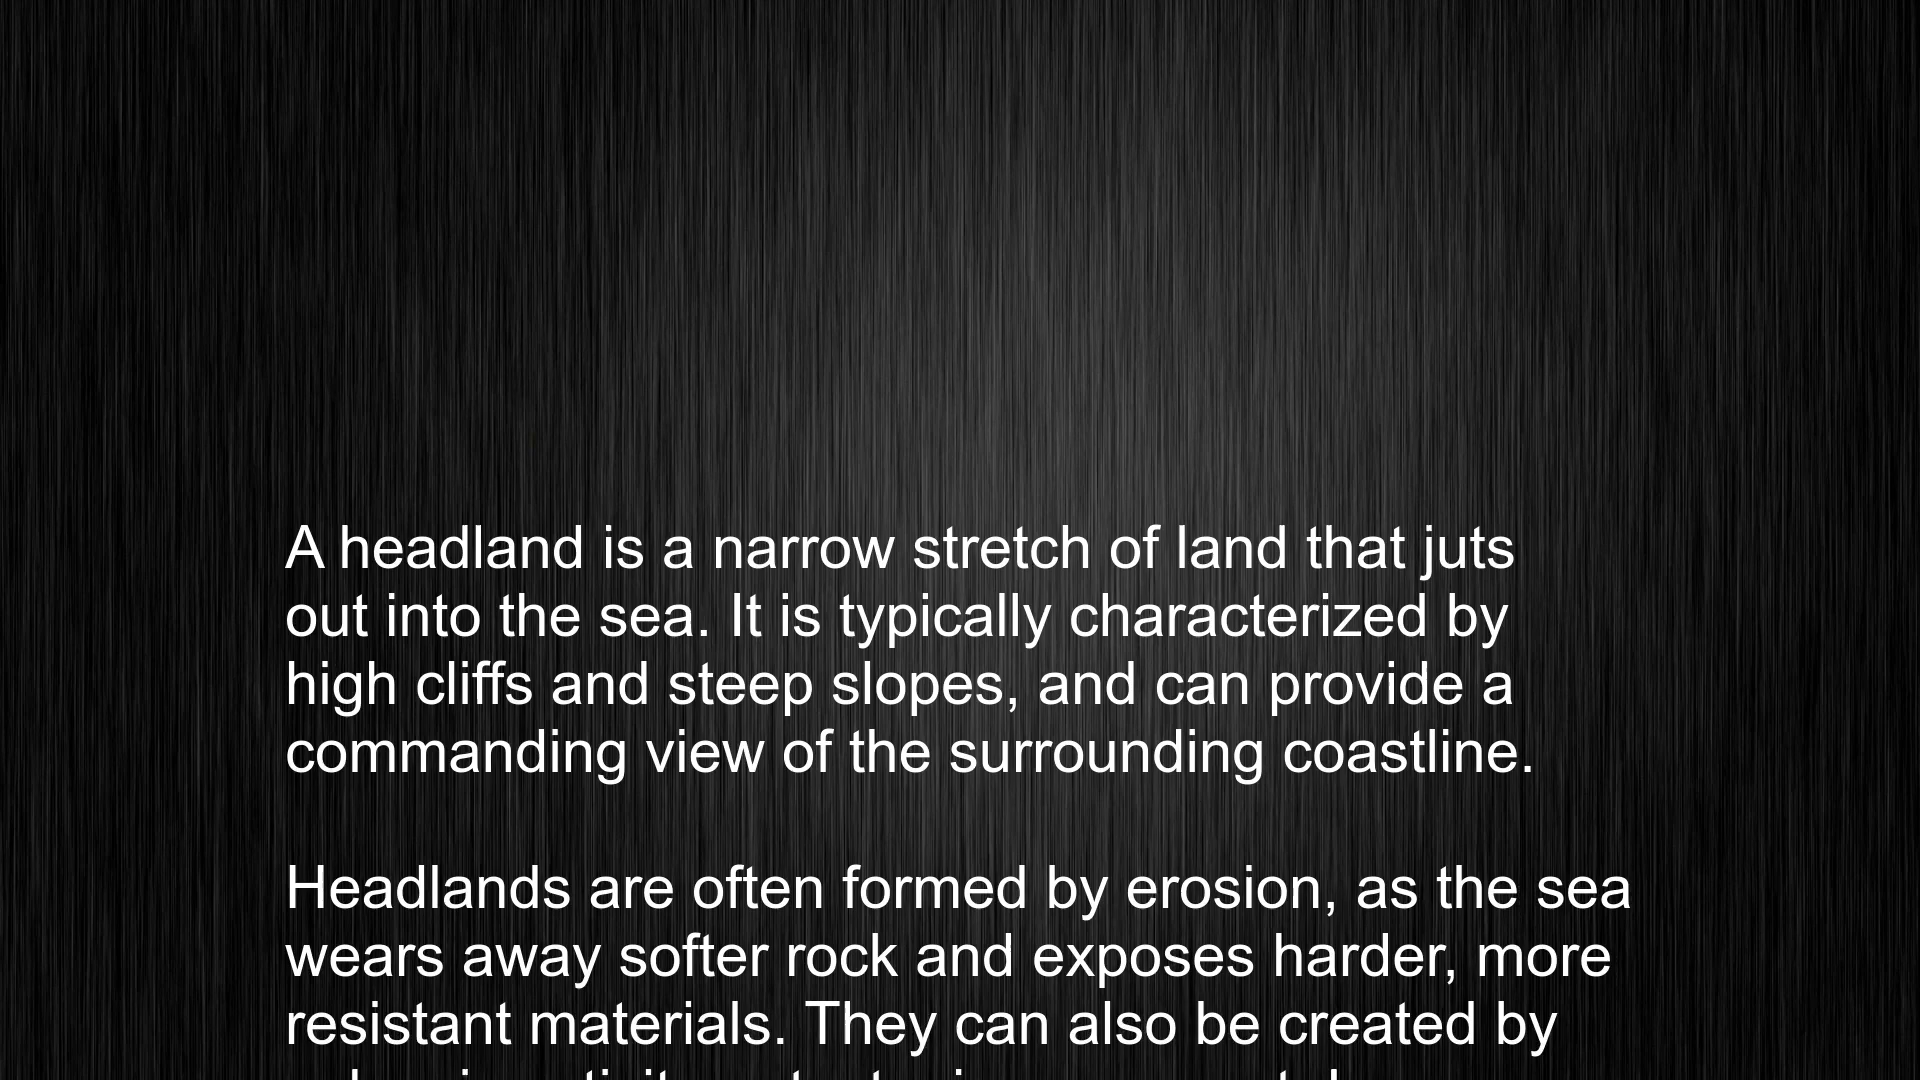 A headland is a narrow stretch of land that juts
out into the sea. It is typically characterized by
high cliffs and steep slopes, and can provide a
commanding view of the surrounding coastline.
Headlands are often formed by erosion, as the sea
wears away softer rock and exposes harder, more
resistant materials. They can also be created by